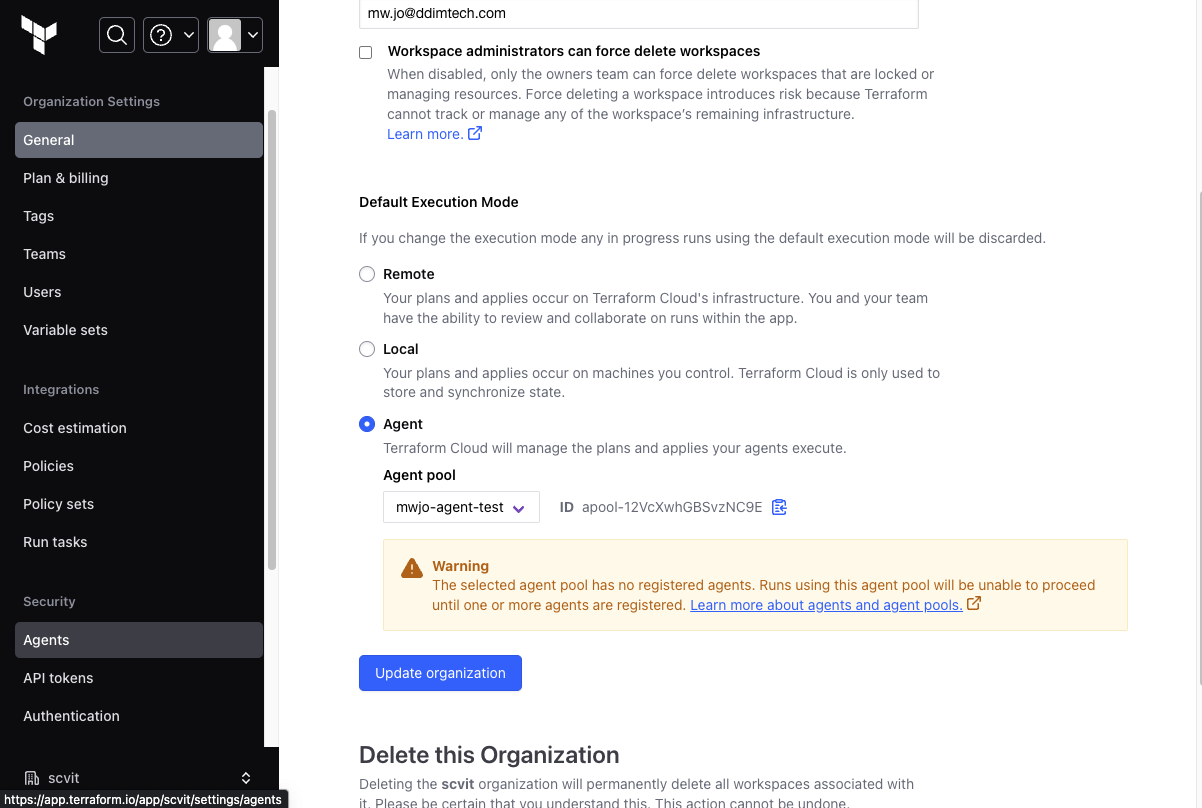 Organization Settings
General
Plan & billing
Tags
Teams
Users
Variable sets
Integrations
Cost estimation
Policies
Policy sets
Run tasks
Security
Agents
API tokens
Authentication
scvit
https://app.terraform.io/app/scvit/settings/agents
mw.jo@ddimtech.com
Workspace administrators can force delete workspaces
When disabled, only the owners team can force delete workspaces that are locked or
managing resources. Force deleting a workspace introduces risk because Terraform
cannot track or manage any of the workspace's remaining infrastructure.
Learn more.
Default Execution Mode
If you change the execution mode any in progress runs using the default execution mode will be discarded.
Remote
Your plans and applies occur on Terraform Cloud's infrastructure. You and your team
have the ability to review and collaborate on runs within the app.
Local
Your plans and applies occur on machines you control. Terraform Cloud is only used to
store and synchronize state.
Agent
Terraform Cloud will manage the plans and applies your agents execute.
Agent pool
mwjo-agent-test ID apool-12VcXwhGBSvzNC9E
Warning
The selected agent pool has no registered agents. Runs using this agent pool will be unable to proceed
until one or more agents are registered. Learn more about agents and agent pools.
Update organization
Delete this Organization
Deleting the scvit organization will permanently delete all workspaces associated with
it. Please be certain that you understand this. This action cannot be undone.